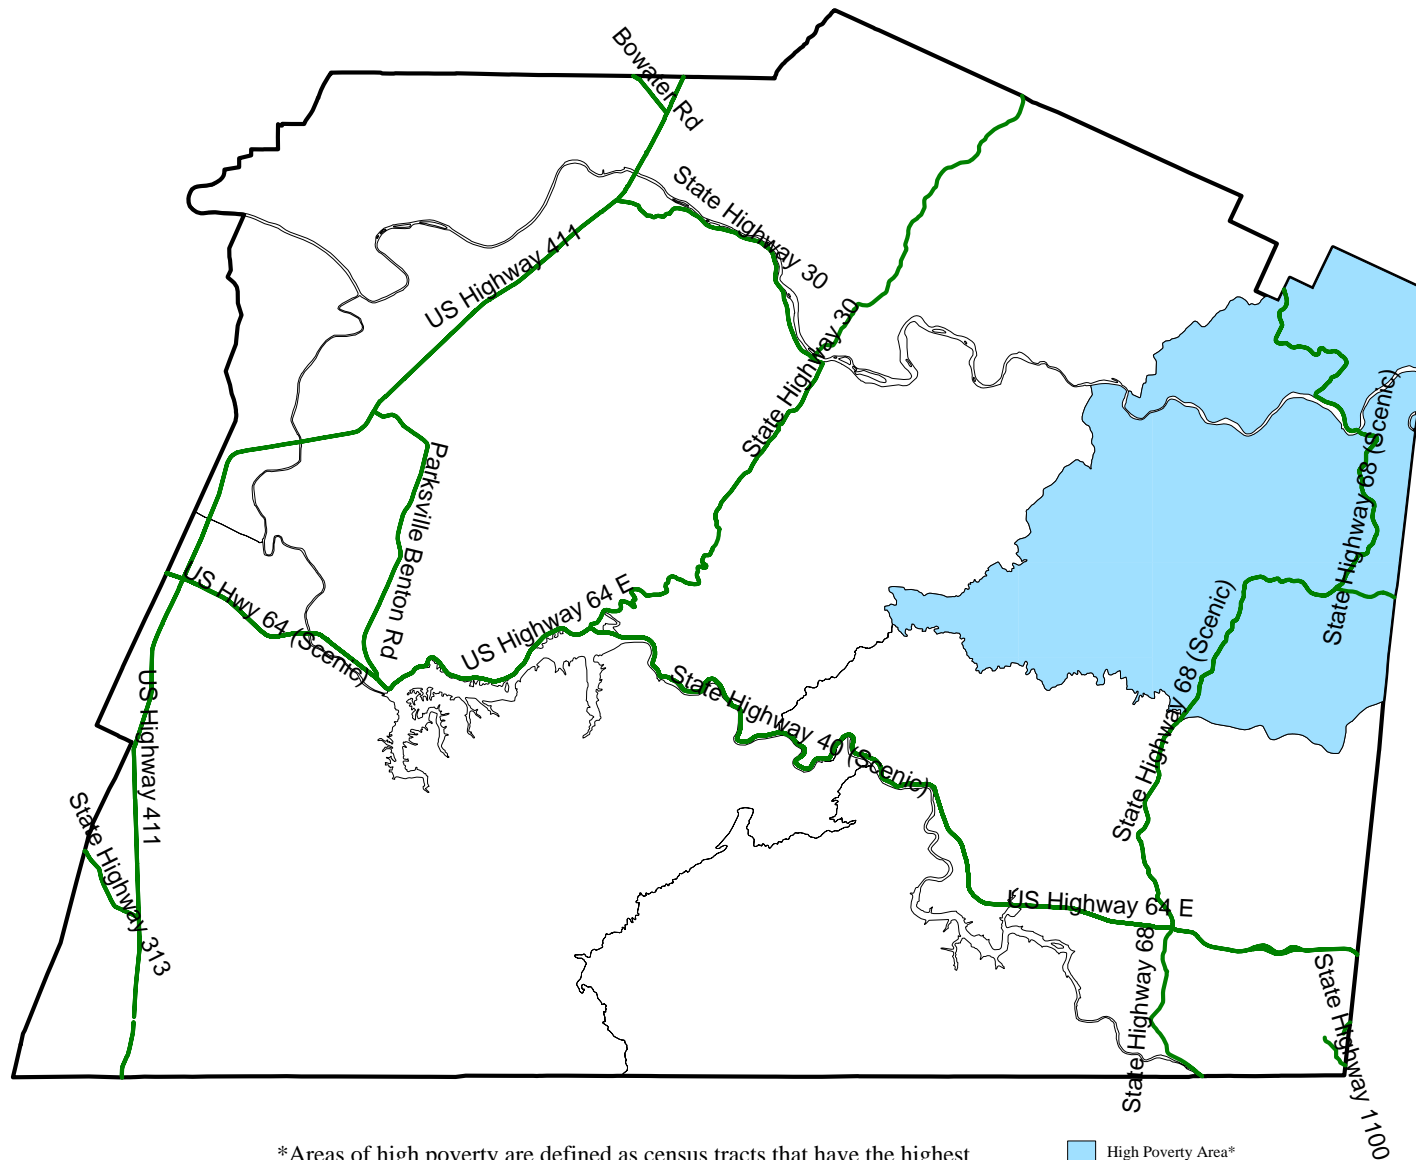 Bowater Rd
State Highway 30
US Highway 411
State Highway 30
State Highway 68 (Scenic)
Parksville Benton Rd
US Hwy 64 (Scenic)
US Highway 64 E
State Highway 68 (Scenic)
US Highway 411
State Highway 40 (Scenic)
State Highway 313
US Highway 64 E
State Highway 68
State Highway 1100
*Areas of high poverty are defined as census tracts that have the highest
High Poverty Area*